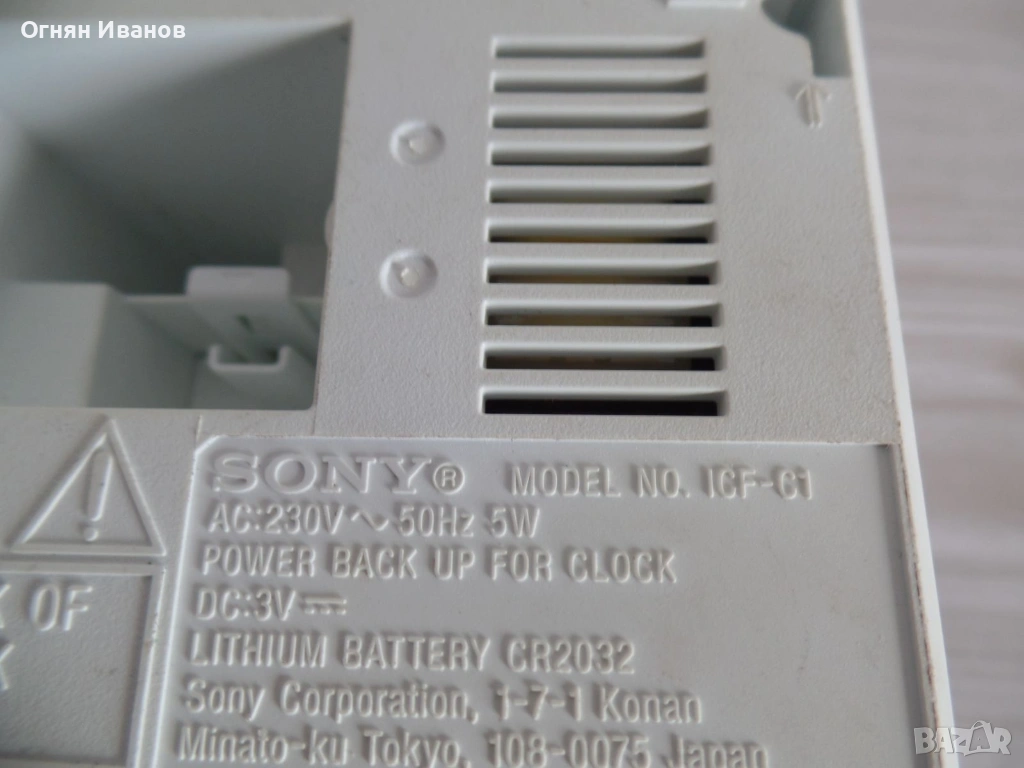 Огнян Иванов
SONY® MODEL NO. ICF-C1
AC:230V～50Hz 5W
POWER BACK UP FOR CLOCK
DC:3V⎓
LITHIUM BATTERY CR2032
Sony Corporation, 1-7-1 Konan
Minato-ku Tokyo, 108-0075 Japan
OF
K
BAZAR